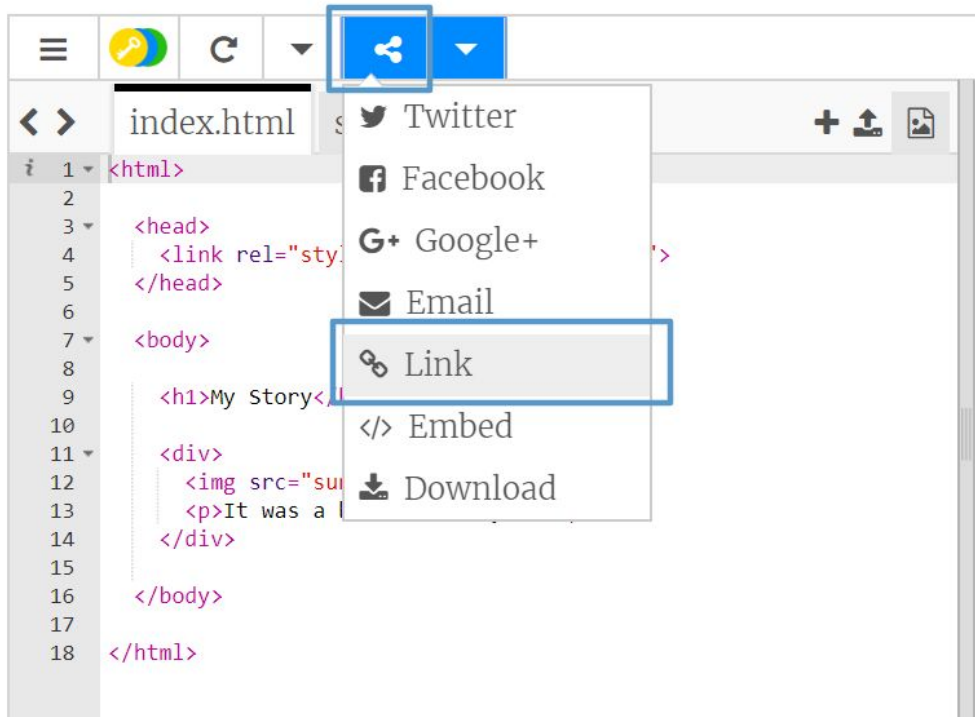 index.html s
Twitter
Facebook
G+ Google+
Email
Link
</> Embed
Download
i 1 <html>
2
3 <head>
4 <link rel="sty ">
5 </head>
6
7 <body>
8
9 <h1>My Story</
10
11 <div>
12 <img src="su
13 <p>It was a
14 </div>
15
16 </body>
17
18 </html>